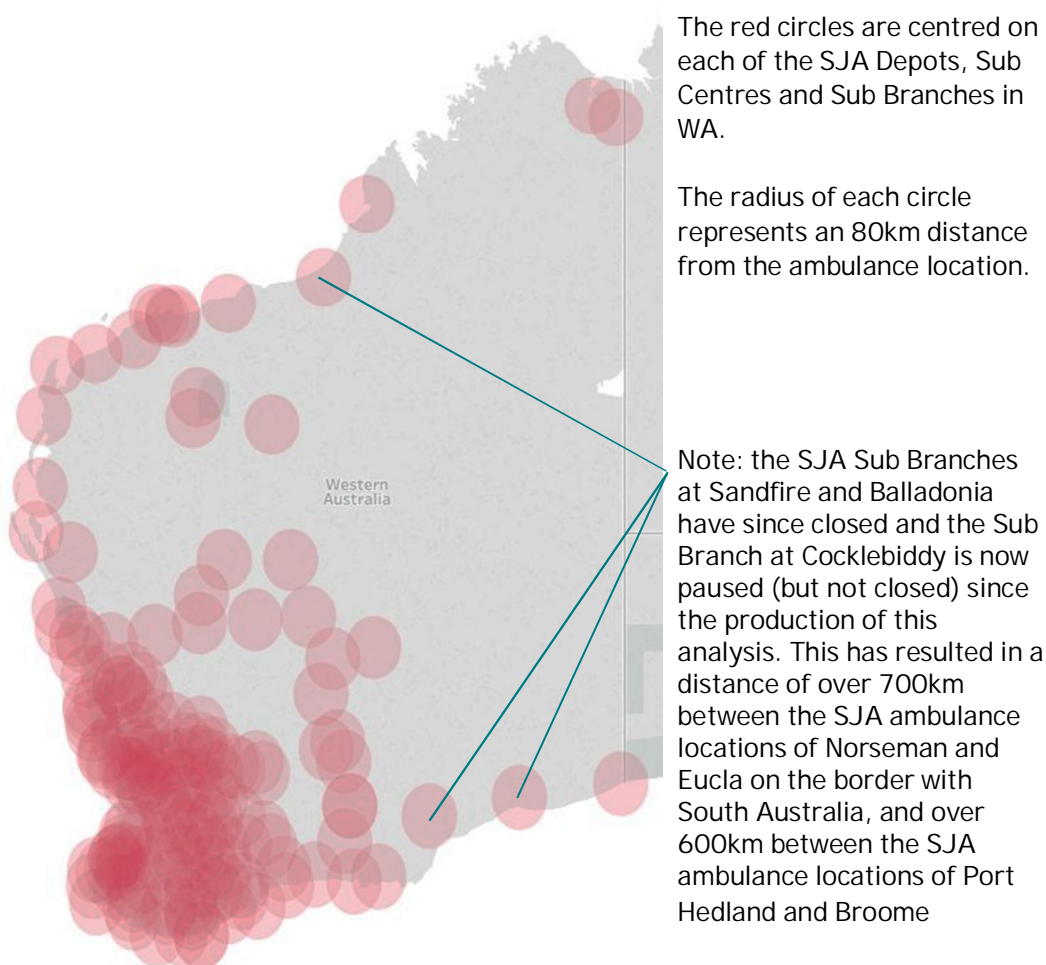 The red circles are centred on
each of the SJA Depots, Sub
Centres and Sub Branches in
WA.
The radius of each circle
represents an 80km distance
from the ambulance location.
Western
Australia
Note: the SJA Sub Branches
at Sandfire and Balladonia
have since closed and the Sub
Branch at Cocklebiddy is now
paused (but not closed) since
the production of this
analysis. This has resulted in a
distance of over 700km
between the SJA ambulance
locations of Norseman and
Eucla on the border with
South Australia, and over
600km between the SJA
ambulance locations of Port
Hedland and Broome